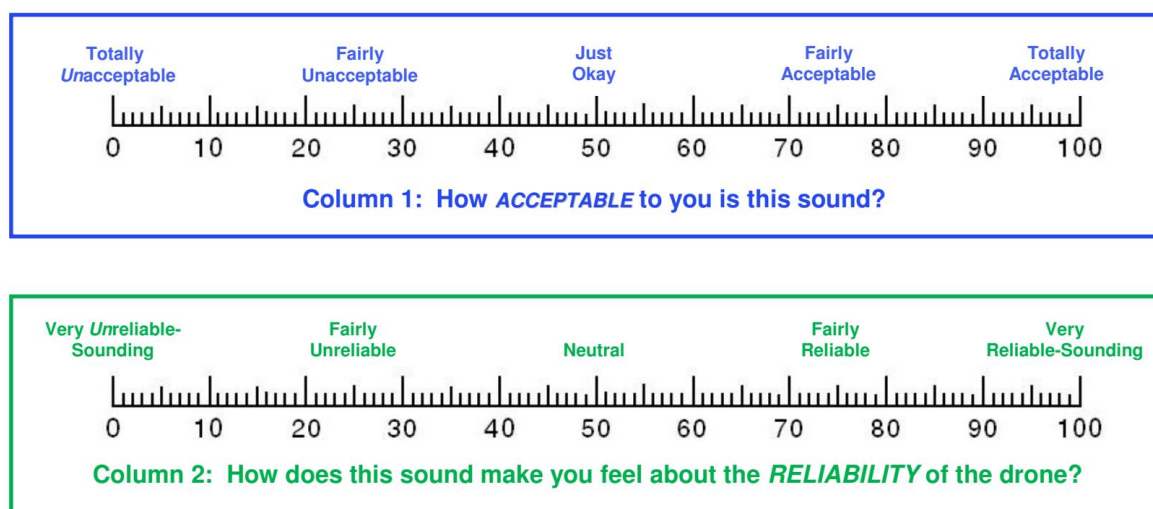 Totally Fairly Just Fairly Totally
Unacceptable Unacceptable Okay Acceptable Acceptable
0 10 20 30 40 50 60 70 80 90 100
Column 1: How ACCEPTABLE to you is this sound?
Very Unreliable- Fairly Fairly Very
Sounding Unreliable Neutral Reliable Reliable-Sounding
0 10 20 30 40 50 60 70 80 90 100
Column 2: How does this sound make you feel about the RELIABILITY of the drone?